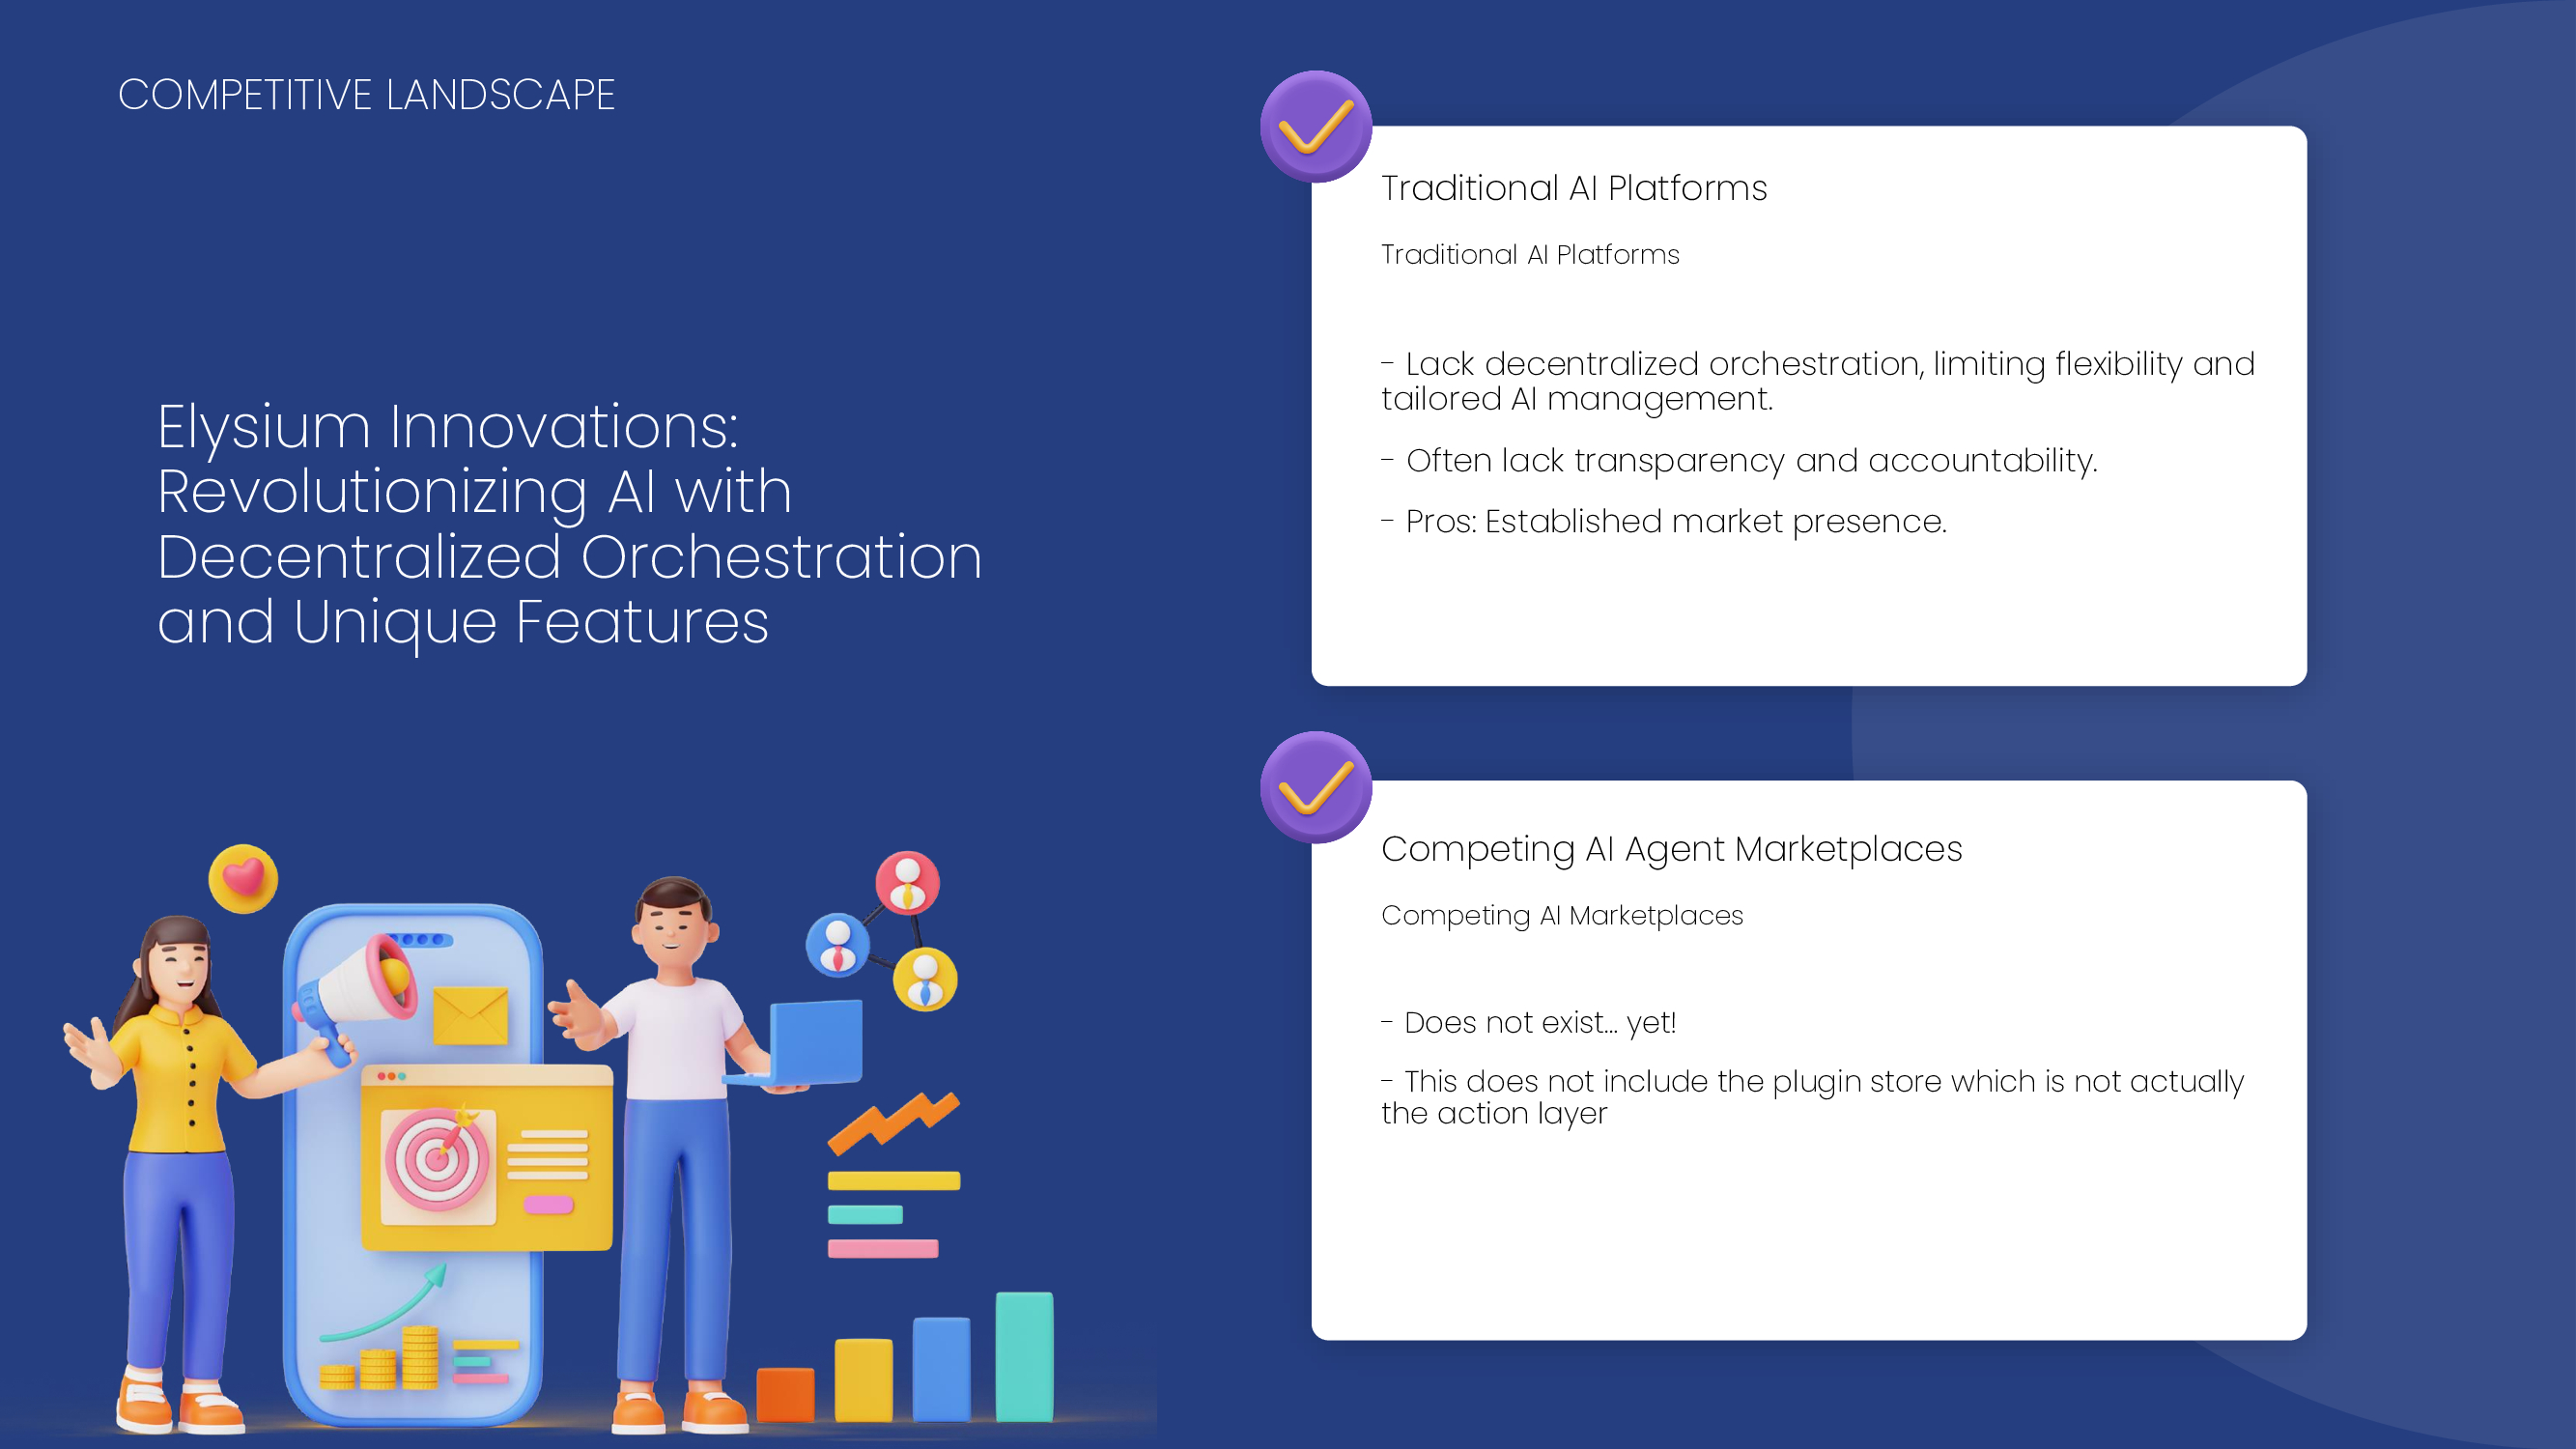 COMPETITIVE LANDSCAPE
Elysium Innovations:
Revolutionizing AI with
Decentralized Orchestration
and Unique Features
Traditional AI Platforms
Traditional AI Platforms
- Lack decentralized orchestration, limiting flexibility and
tailored AI management.
- Often lack transparency and accountability.
- Pros: Established market presence.
Competing AI Agent Marketplaces
Competing AI Marketplaces
- Does not exist... yet!
- This does not include the plugin store which is not actually
the action layer